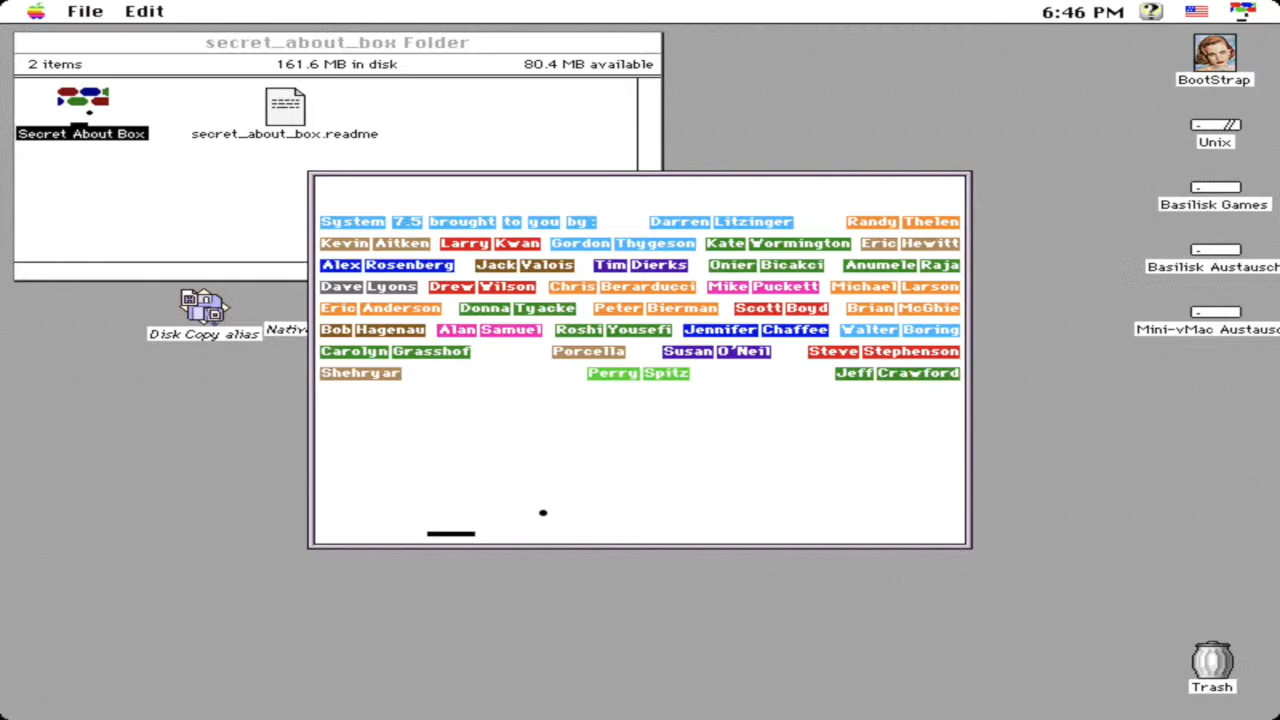 File Edit 6:46 PM
secret_about_box Folder
2 items 161.6 MB in disk 80.4 MB available
Secret About Box secret_about_box.readme
BootStrap
Unix
Basilisk Games
Basilisk Austausch
Mini-vMac Austausc
Disk Copy alias Native
System 7.5 brought to you by: Darren Litzinger Randy Thelen
Kevin Aitken Larry Kwan Gordon Thygeson Kate Wormington Eric Hewitt
Alex Rosenberg Jack Valois Tim Dierks Onier Bicakci Anumele Raja
Dave Lyons Drew Wilson Chris Berarducci Mike Puckett Michael Larson
Eric Anderson Donna Tyacke Peter Bierman Scott Boyd Brian McGhie
Bob Hagenau Alan Samuel Roshi Yousefi Jennifer Chaffee Walter Boring
Carolyn Grasshof Porcella Susan O'Neil Steve Stephenson
Shehryar Perry Spitz Jeff Crawford
Trash